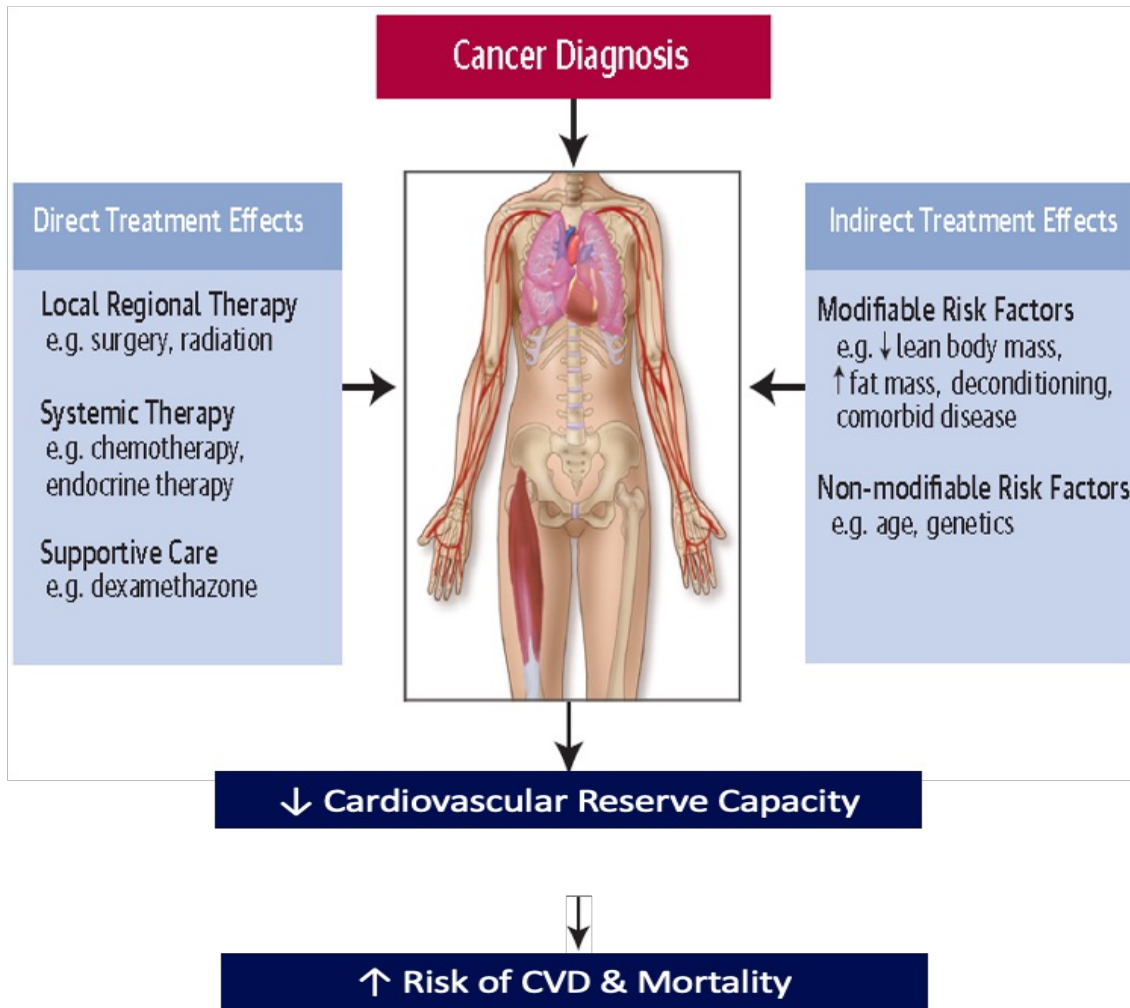 Cancer Diagnosis
Direct Treatment Effects
Local Regional Therapy
e.g. surgery, radiation
Systemic Therapy
e.g. chemotherapy,
endocrine therapy
Supportive Care
e.g. dexamethazone
Indirect Treatment Effects
Modifiable Risk Factors
e.g. ↓ lean body mass,
↑ fat mass, deconditioning,
comorbid disease
Non-modifiable Risk Factors
e.g. age, genetics
↓ Cardiovascular Reserve Capacity
↑ Risk of CVD & Mortality